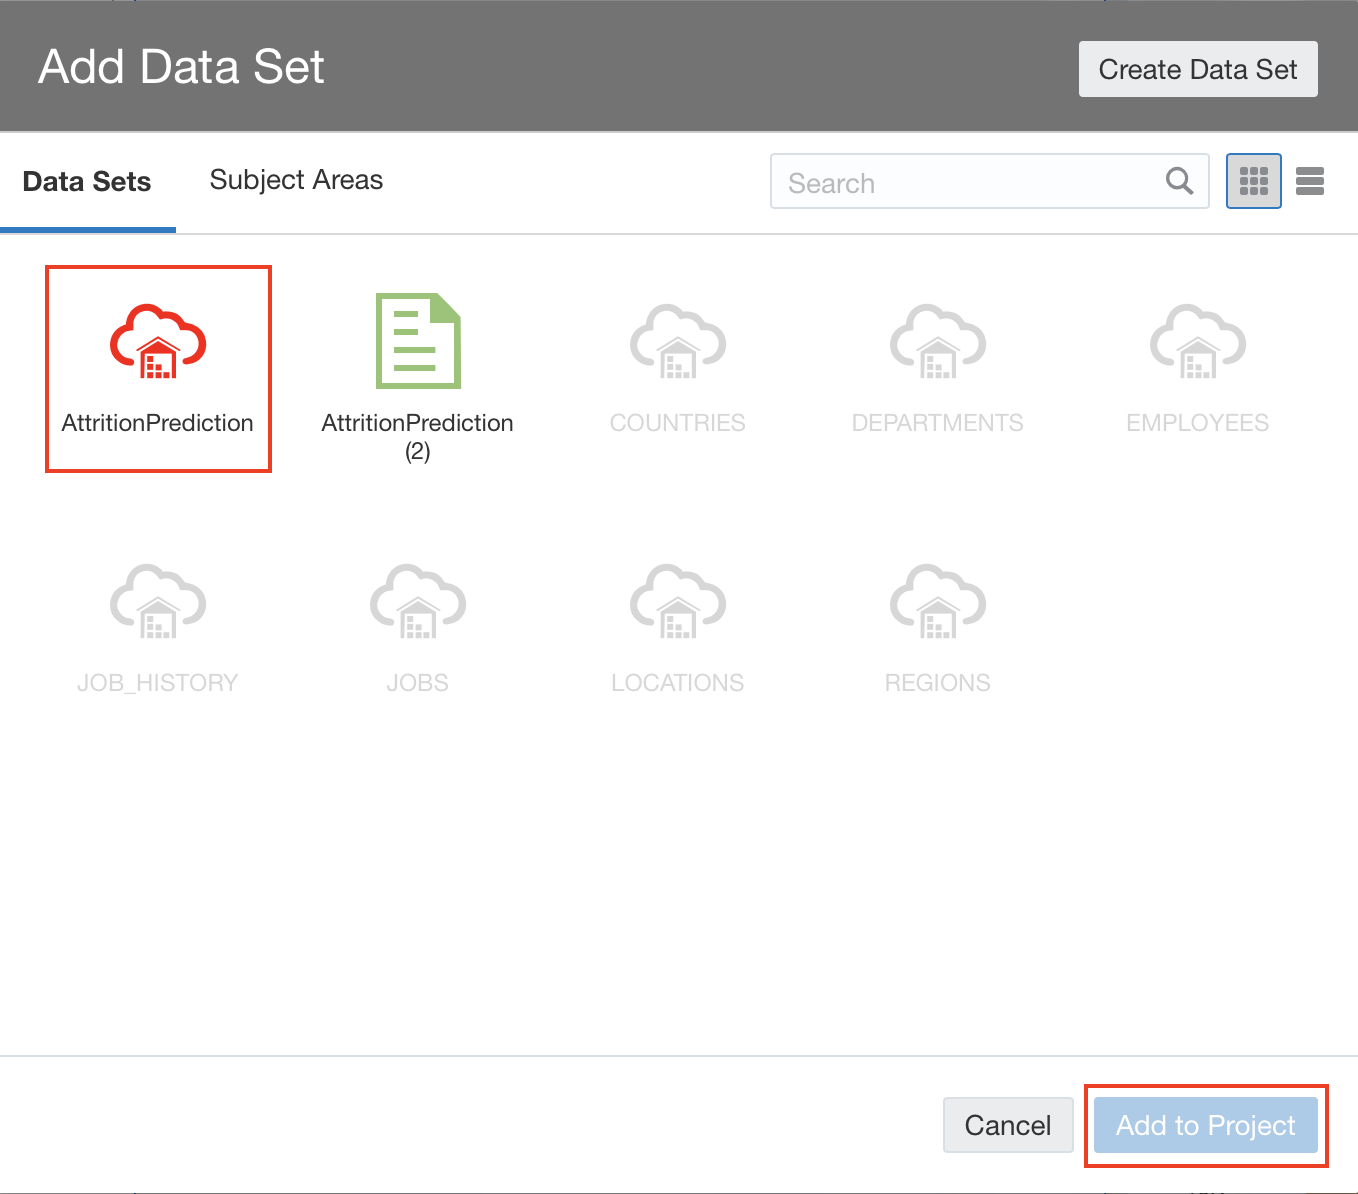 Add Data Set
Create Data Set
Data Sets
Subject Areas
Search
AttritionPrediction
AttritionPrediction
(2)
COUNTRIES
DEPARTMENTS
EMPLOYEES
JOB_HISTORY
JOBS
LOCATIONS
REGIONS
Cancel
Add to Project